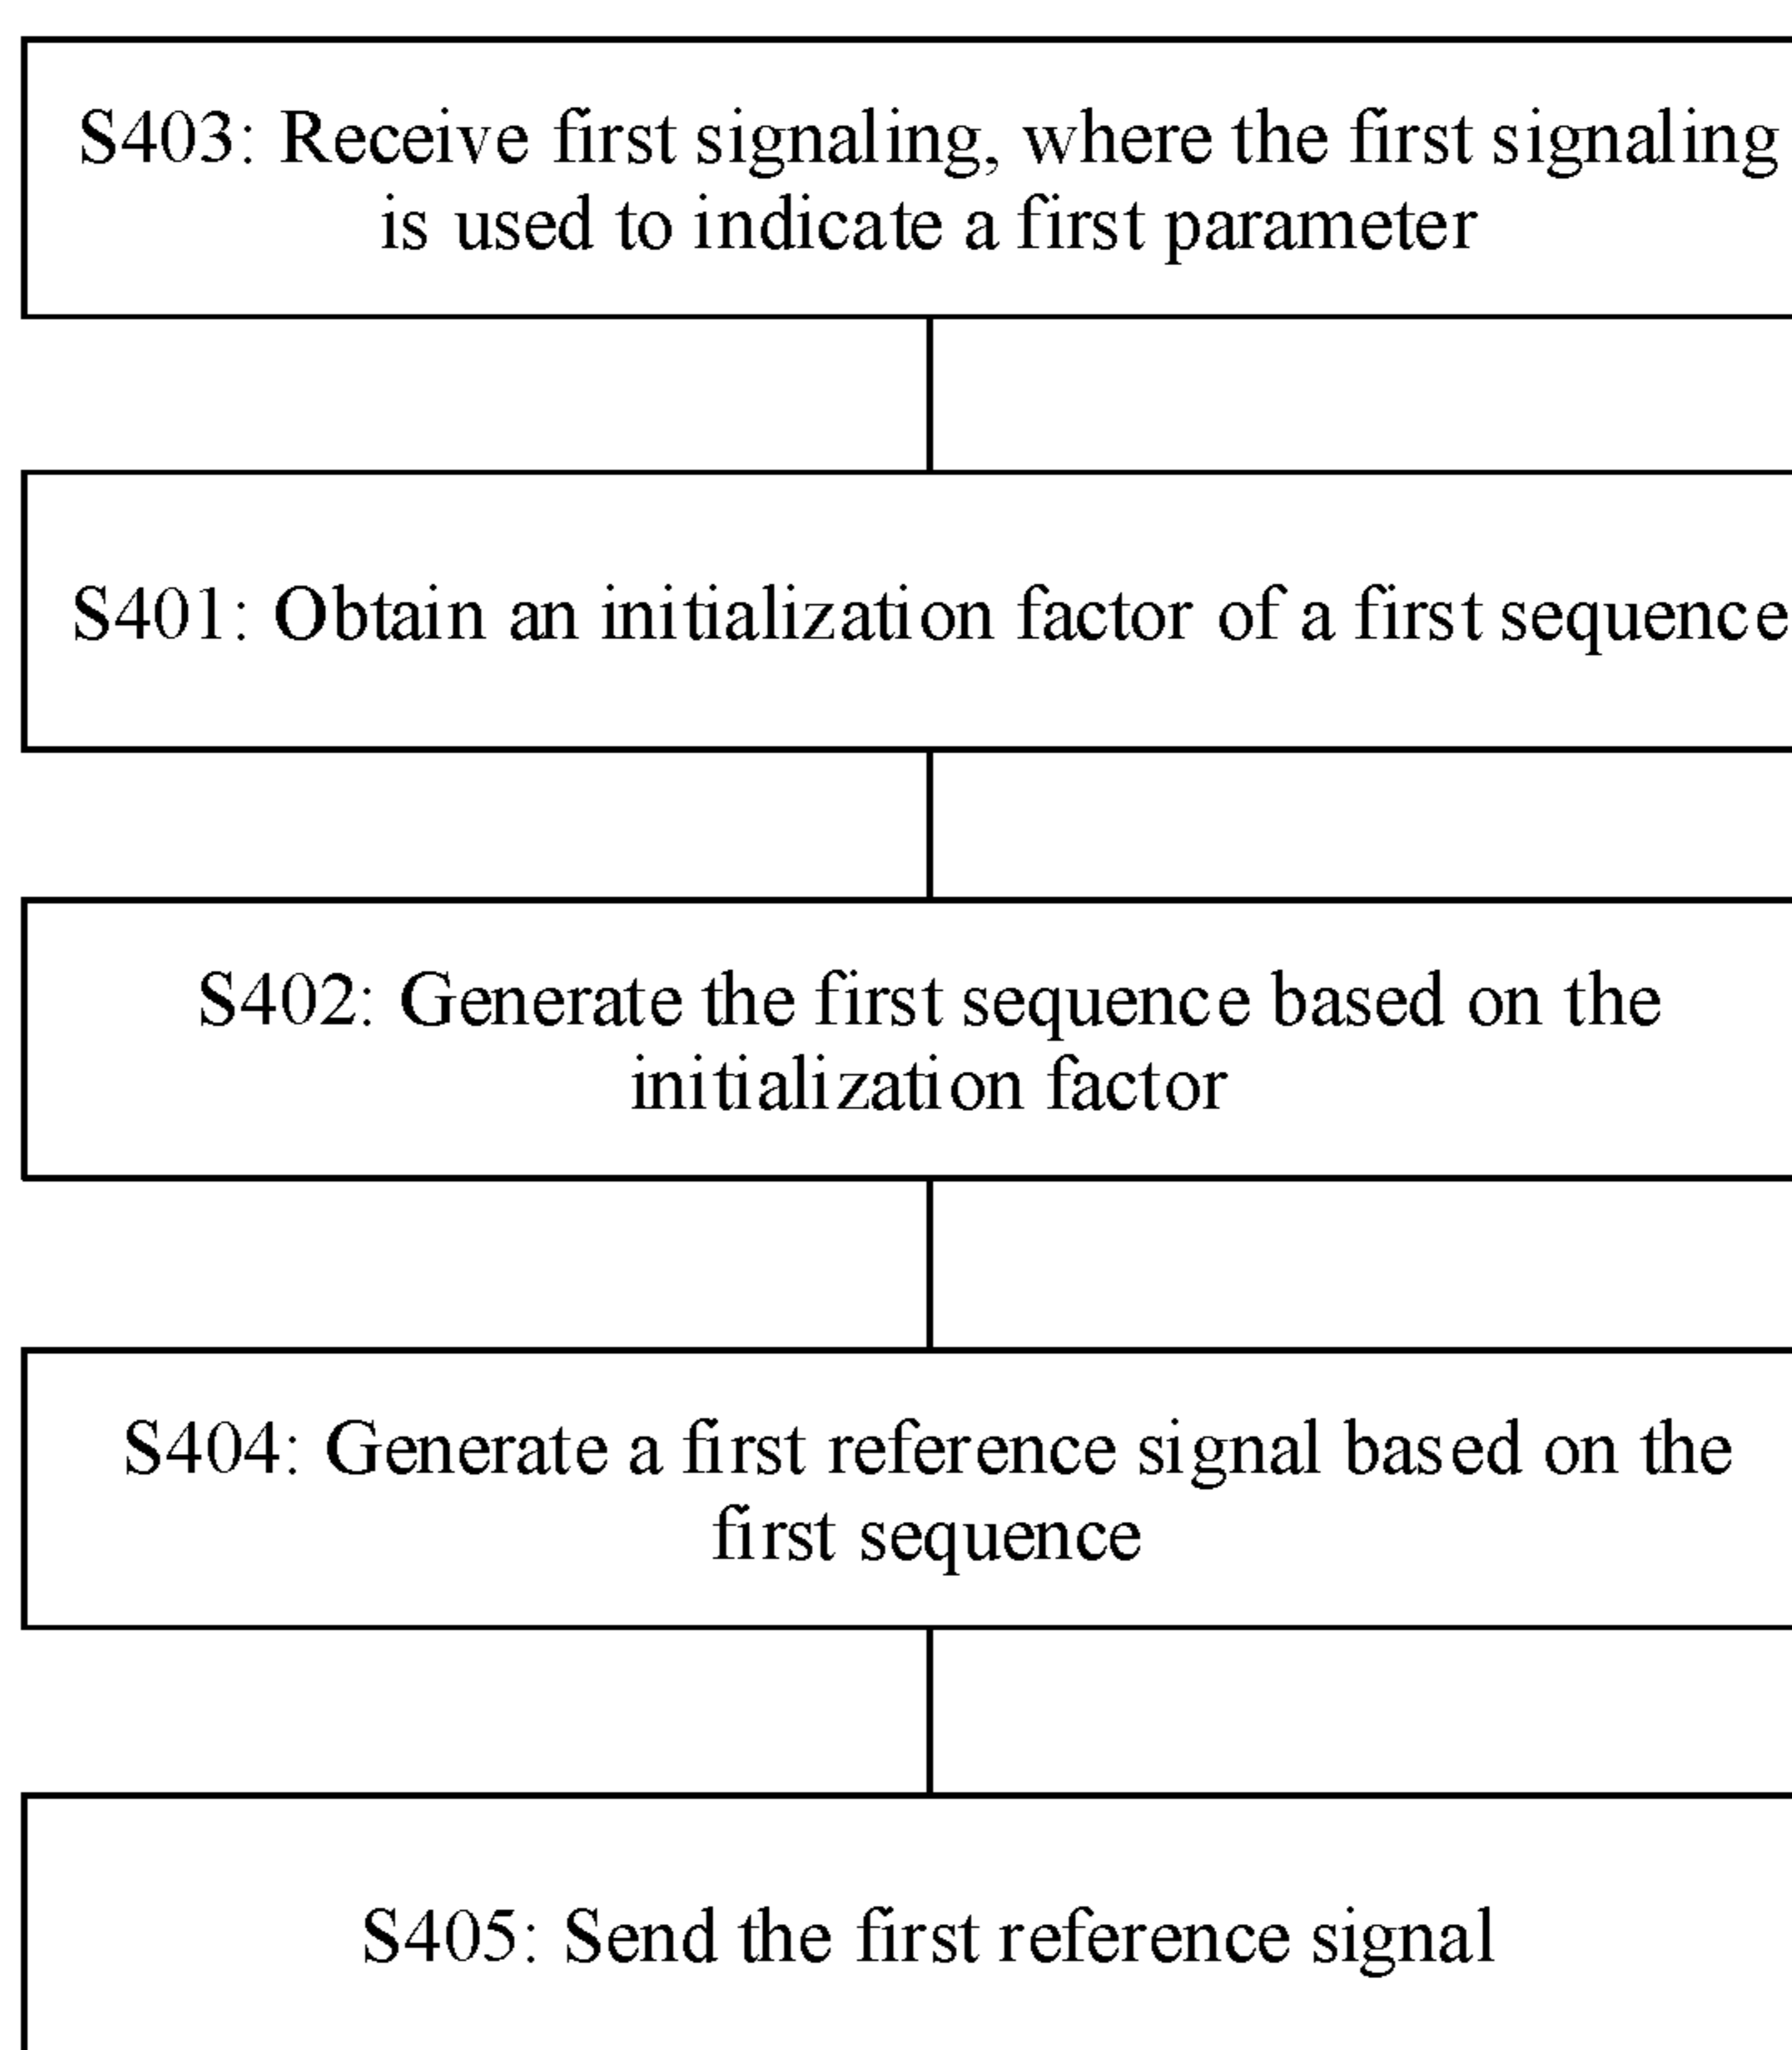 S403: Receive first signaling, where the first signaling
is used to indicate a first parameter
S401: Obtain an initialization factor of a first sequence
S402: Generate the first sequence based on the
initialization factor
S404: Generate a first reference signal based on the
first sequence
S405: Send the first reference signal